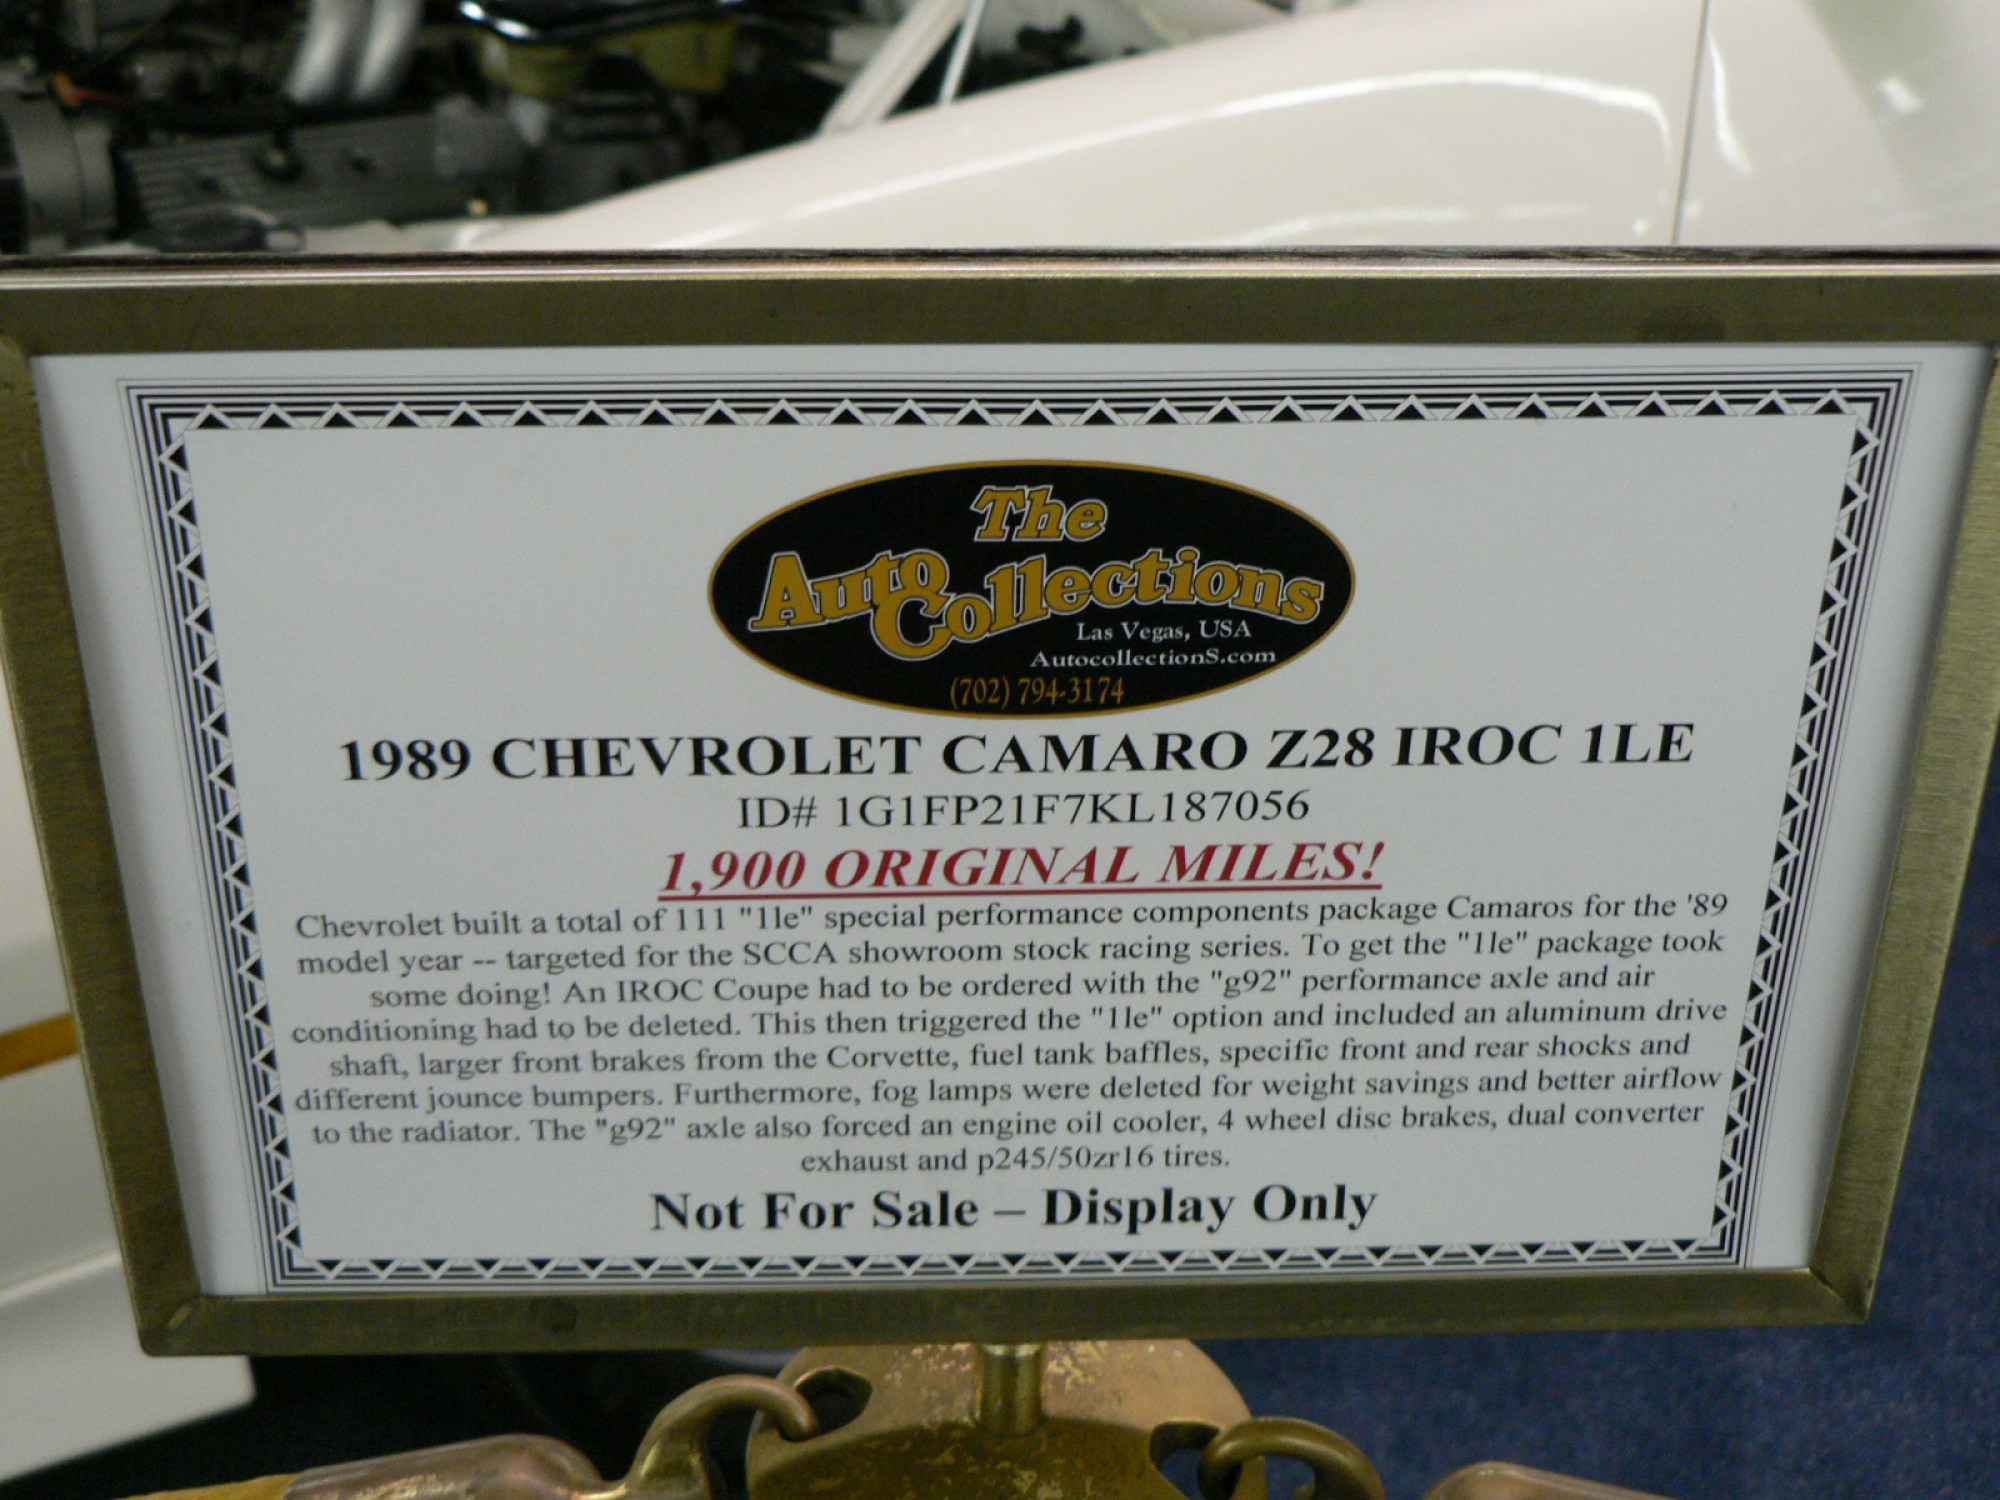 The
Auto Collections
Las Vegas, USA
AutocollectionS.com
(702) 794-3174
1989 CHEVROLET CAMARO Z28 IROC 1LE
ID# 1G1FP21F7KL187056
1,900 ORIGINAL MILES!
Chevrolet built a total of 111 "1le" special performance components package Camaros for the '89
model year -- targeted for the SCCA showroom stock racing series. To get the "1le" package took
some doing! An IROC Coupe had to be ordered with the "g92" performance axle and air
conditioning had to be deleted. This then triggered the "1le" option and included an aluminum drive
shaft, larger front brakes from the Corvette, fuel tank baffles, specific front and rear shocks and
different jounce bumpers. Furthermore, fog lamps were deleted for weight savings and better airflow
to the radiator. The "g92" axle also forced an engine oil cooler, 4 wheel disc brakes, dual converter
exhaust and p245/50zr16 tires.
Not For Sale – Display Only